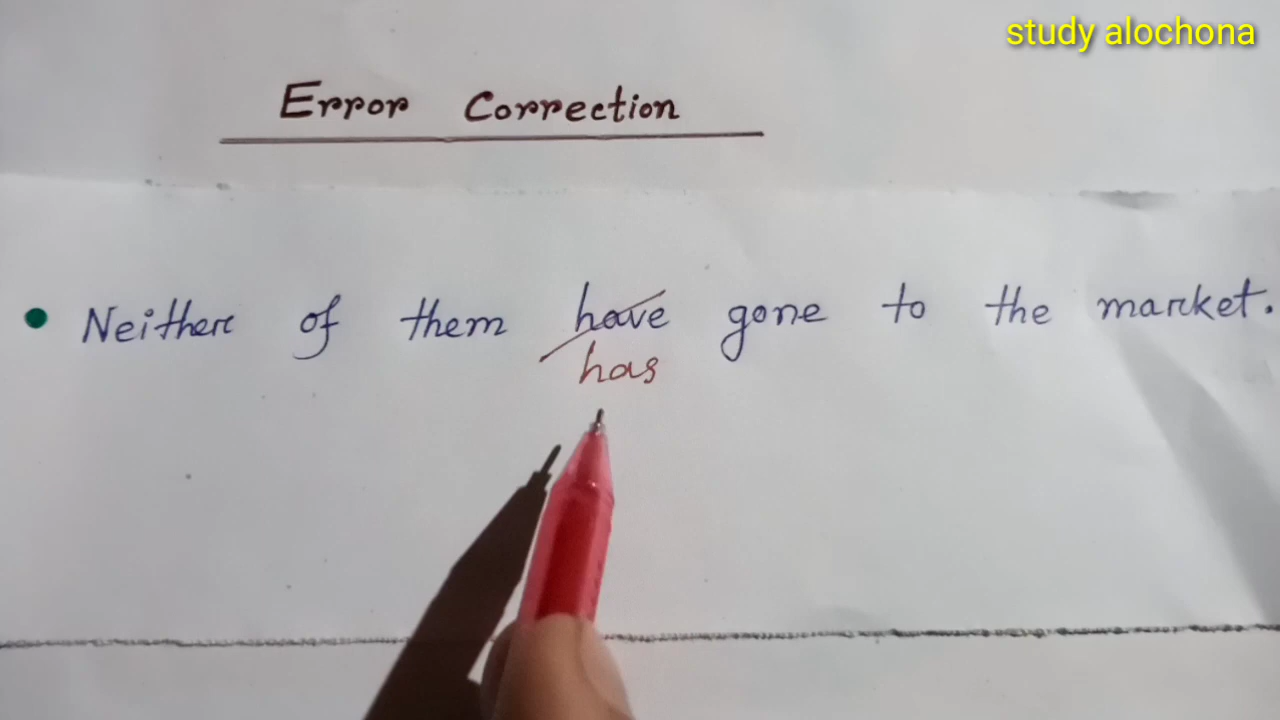 study alochona
Error Correction
• Neither of them have gone to the market.
has